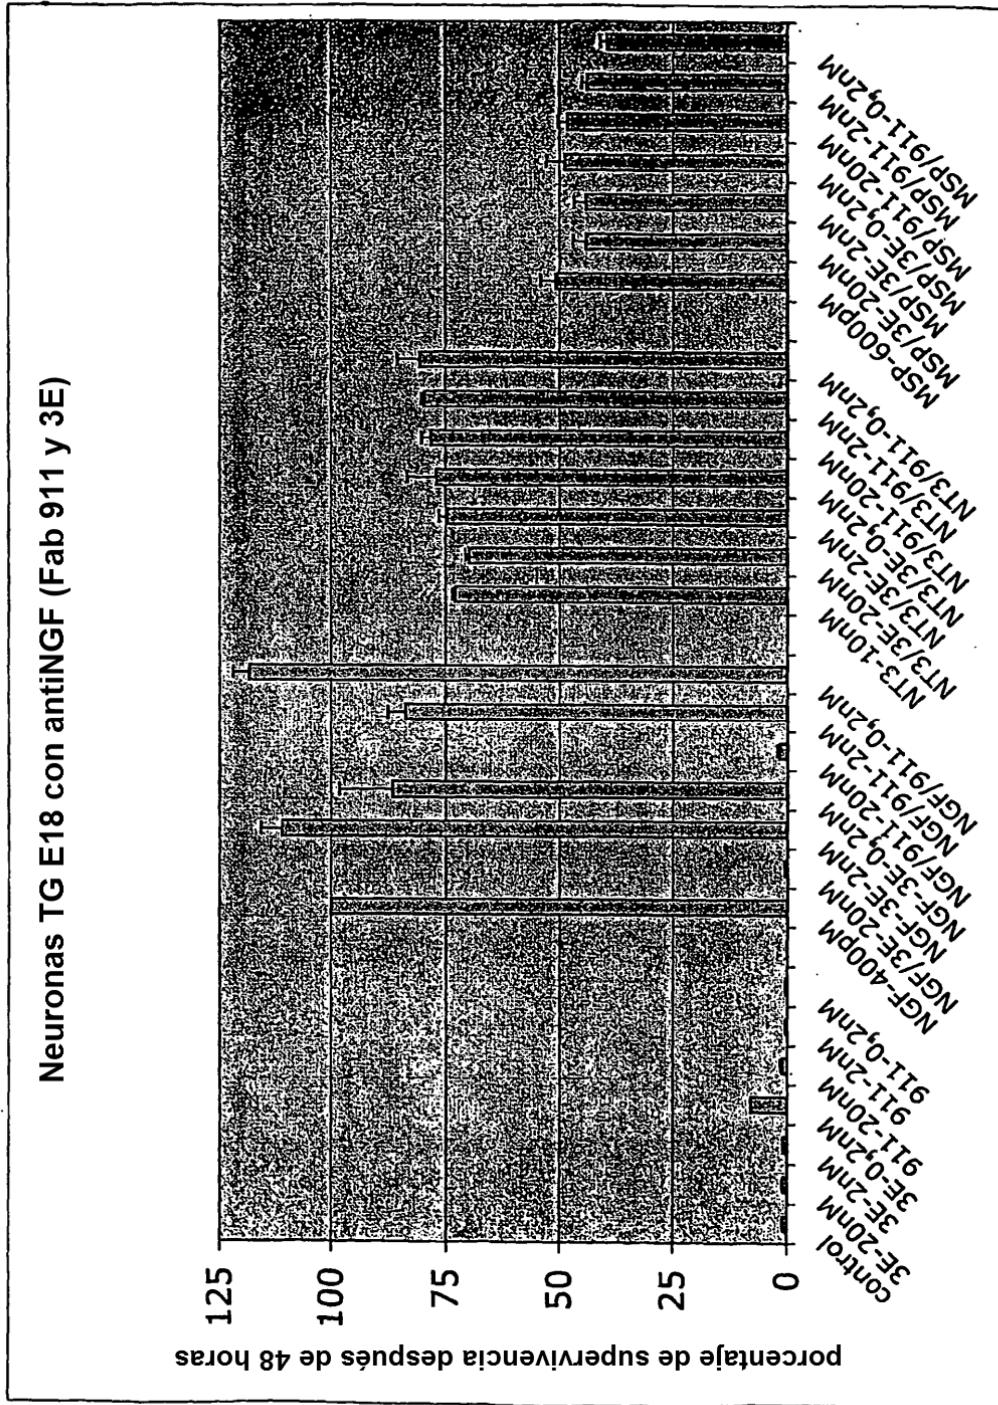 Neuronas TG E18 con antiNGF (Fab 911 y 3E)
porcentaje de supervivencia después de 48 horas
125
100
75
50
25
0
control
3E-20nM
3E-2nM
3E-0,2nM
911-20nM
911-2nM
911-0,2nM
NGF-400pM
NGF/3E-20nM
NGF-3E-2nM
NGF-3E-0,2nM
NGF/911-20nM
NGF/911-2nM
NGF/911-0,2nM
NT3-10nM
NT3/3E-20nM
NT3/3E-2nM
NT3/3E-0,2nM
NT3/911-20nM
NT3/911-2nM
NT3/911-0,2nM
MSP-600pM
MSP/3E-20nM
MSP/3E-2nM
MSP/3E-0,2nM
MSP/911-20nM
MSP/911-2nM
MSP/911-0,2nM